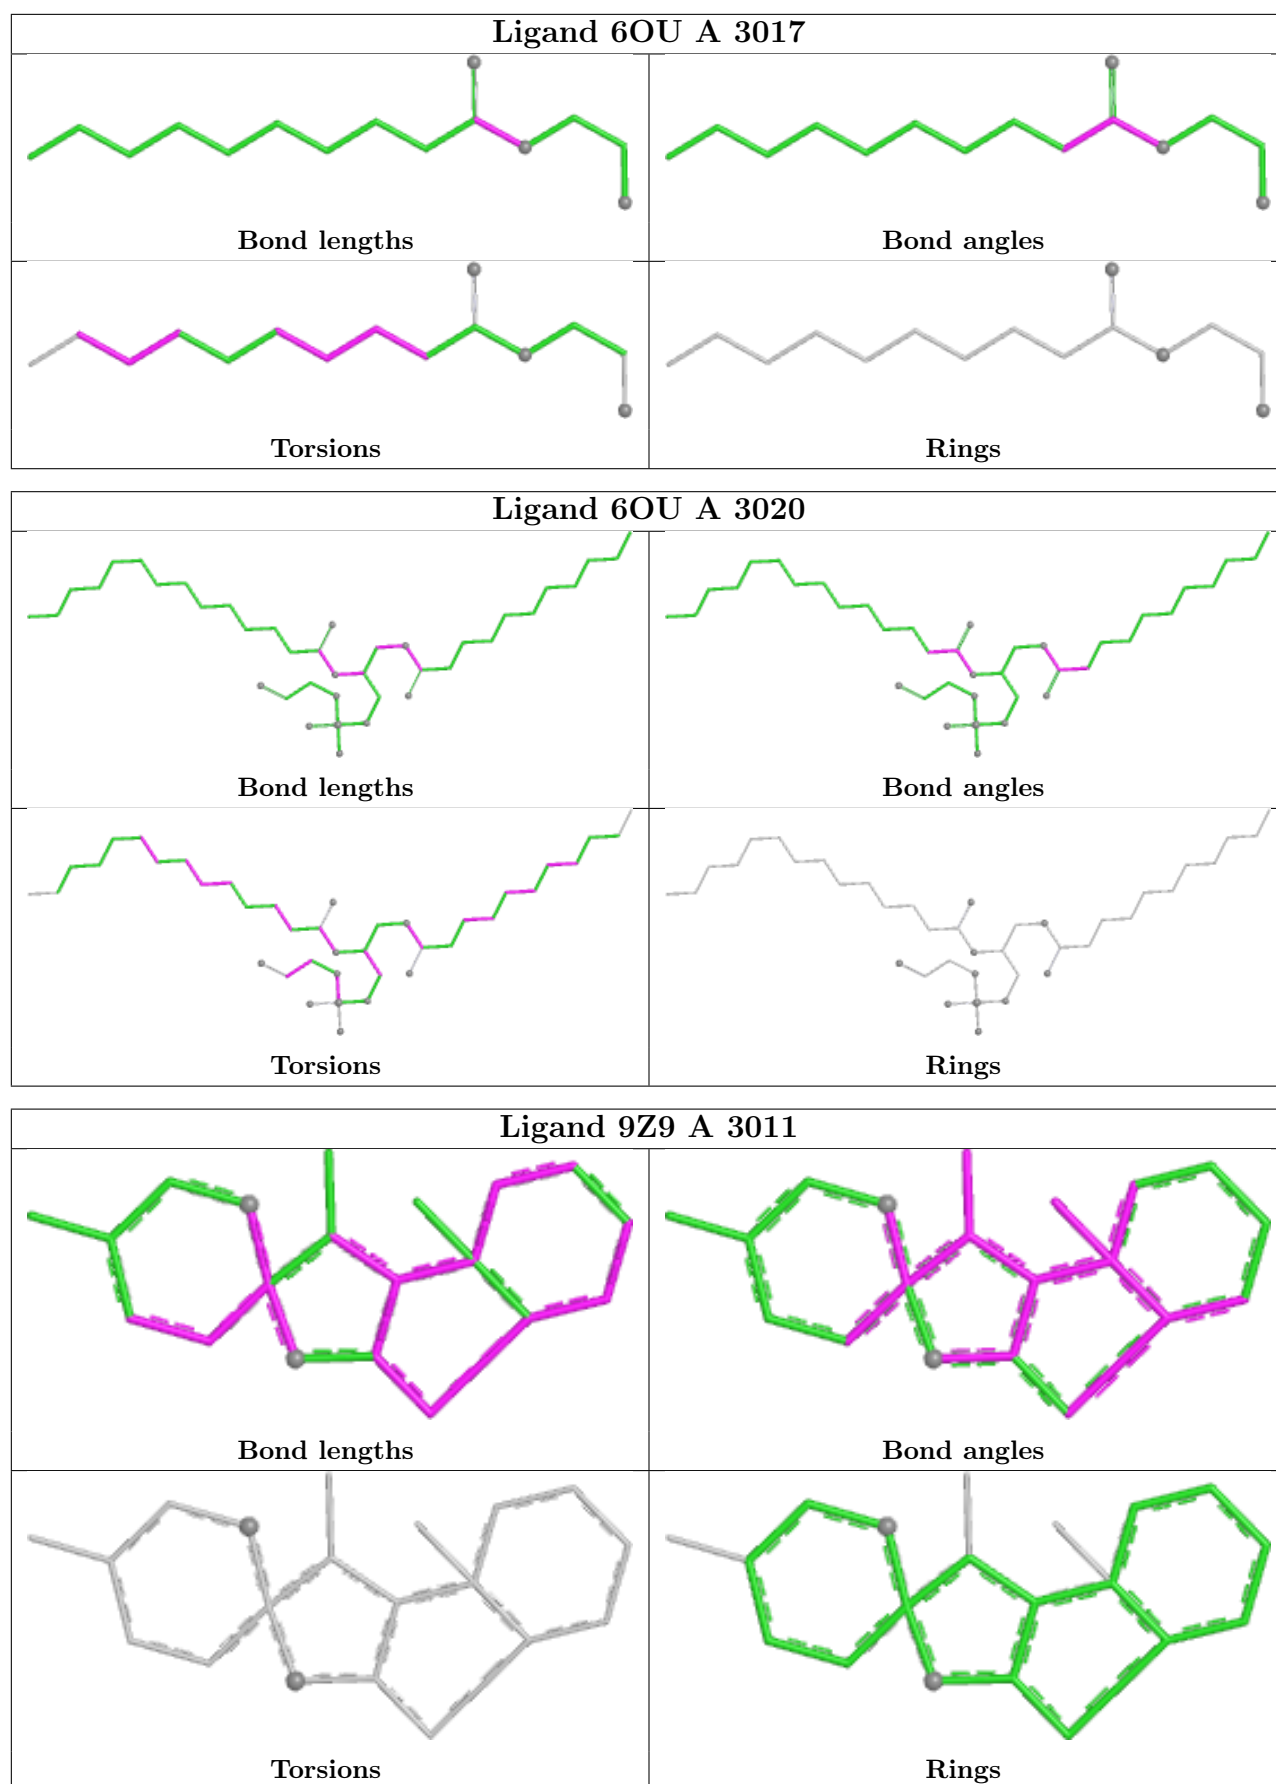 Ligand 6OU A 3017
Bond lengths
Bond angles
Torsions
Rings
Ligand 6OU A 3020
Bond lengths
Bond angles
Torsions
Rings
Ligand 9Z9 A 3011
Bond lengths
Bond angles
Torsions
Rings